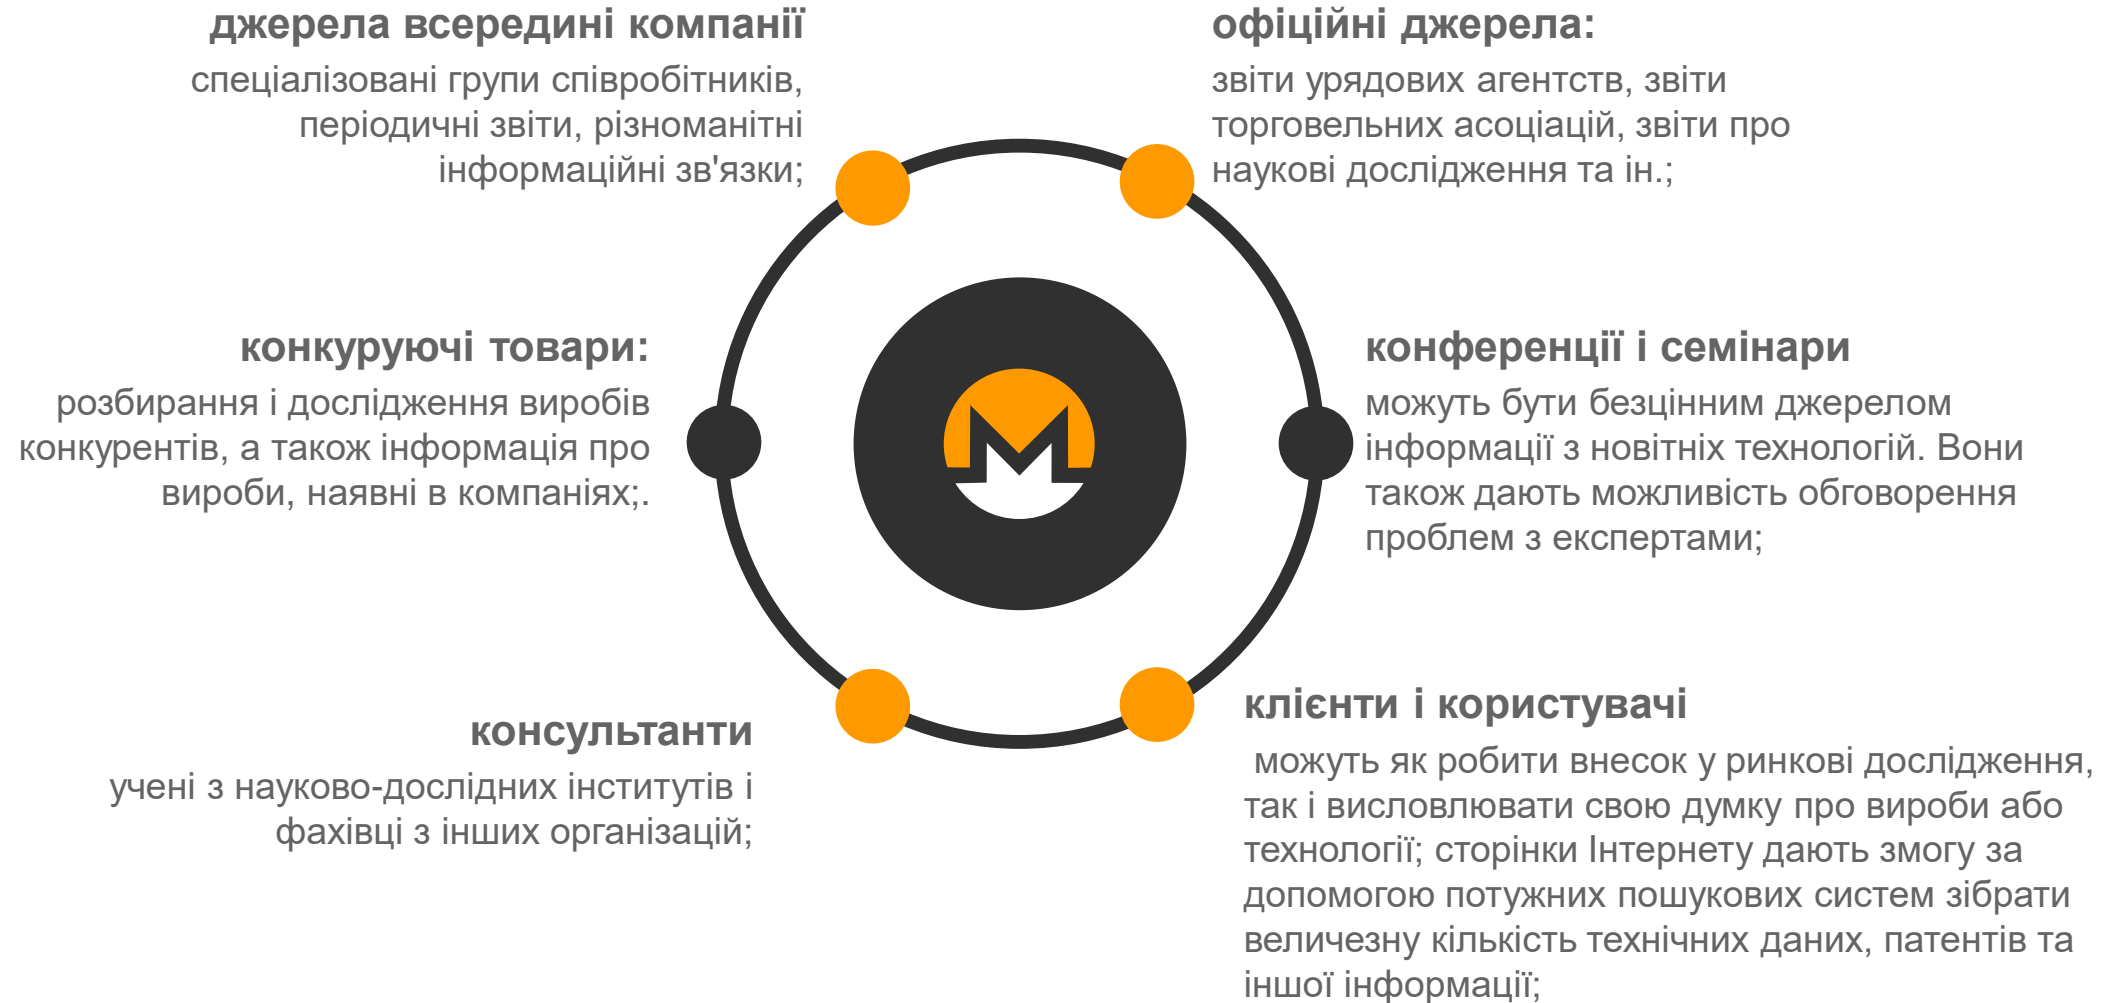 джерела всередині компанії
спеціалізовані групи співробітників,
періодичні звіти, різноманітні
інформаційні зв'язки;
офіційні джерела:
звіти урядових агентств, звіти
торговельних асоціацій, звіти про
наукові дослідження та ін.;
конкуруючі товари:
розбирання і дослідження виробів
конкурентів, а також інформація про
вироби, наявні в компаніях;.
конференції і семінари
можуть бути безцінним джерелом
інформації з новітніх технологій. Вони
також дають можливість обговорення
проблем з експертами;
консультанти
учені з науково-дослідних інститутів і
фахівці з інших організацій;
клієнти і користувачі
можуть як робити внесок у ринкові дослідження,
так і висловлювати свою думку про вироби або
технології; сторінки Інтернету дають змогу за
допомогою потужних пошукових систем зібрати
величезну кількість технічних даних, патентів та
іншої інформації;